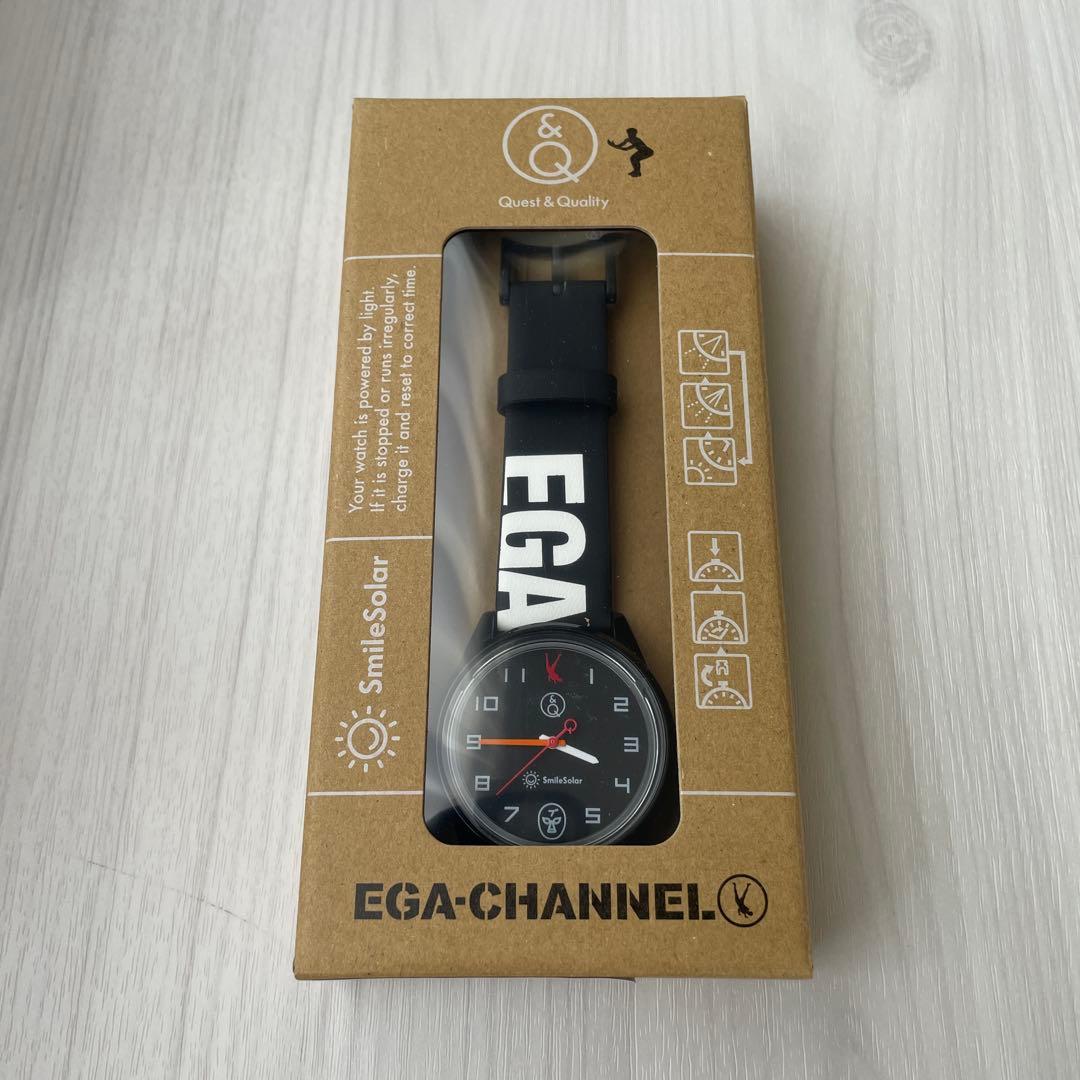 &
Q
Quest & Quality
Your watch is powered by light.
If it is stopped or runs irregularly,
charge it and reset to correct time.
SmileSolar
EGA
11 1
10 &Q 2
9 3
8 SmileSolar 4
7 5
EGA-CHANNEL